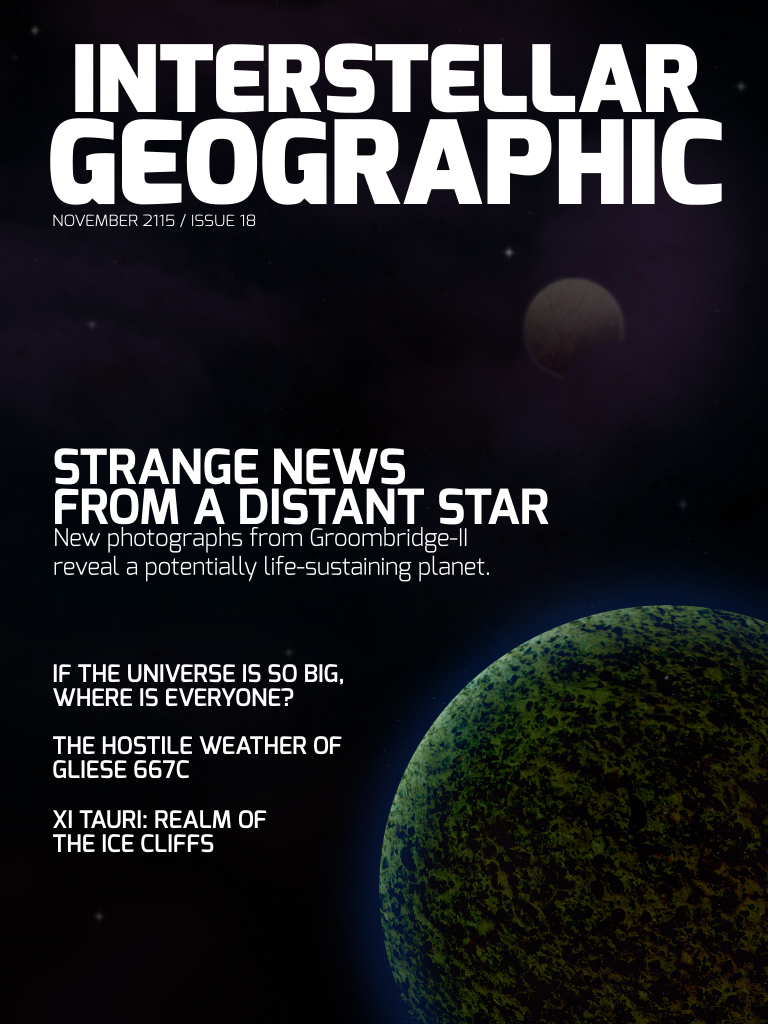 INTERSTELLAR
GEOGRAPHIC
NOVEMBER 2115 / ISSUE 18
STRANGE NEWS
FROM A DISTANT STAR
New photographs from Groombridge-II
reveal a potentially life-sustaining planet.
IF THE UNIVERSE IS SO BIG,
WHERE IS EVERYONE?
THE HOSTILE WEATHER OF
GLIESE 667C
XI TAURI: REALM OF
THE ICE CLIFFS